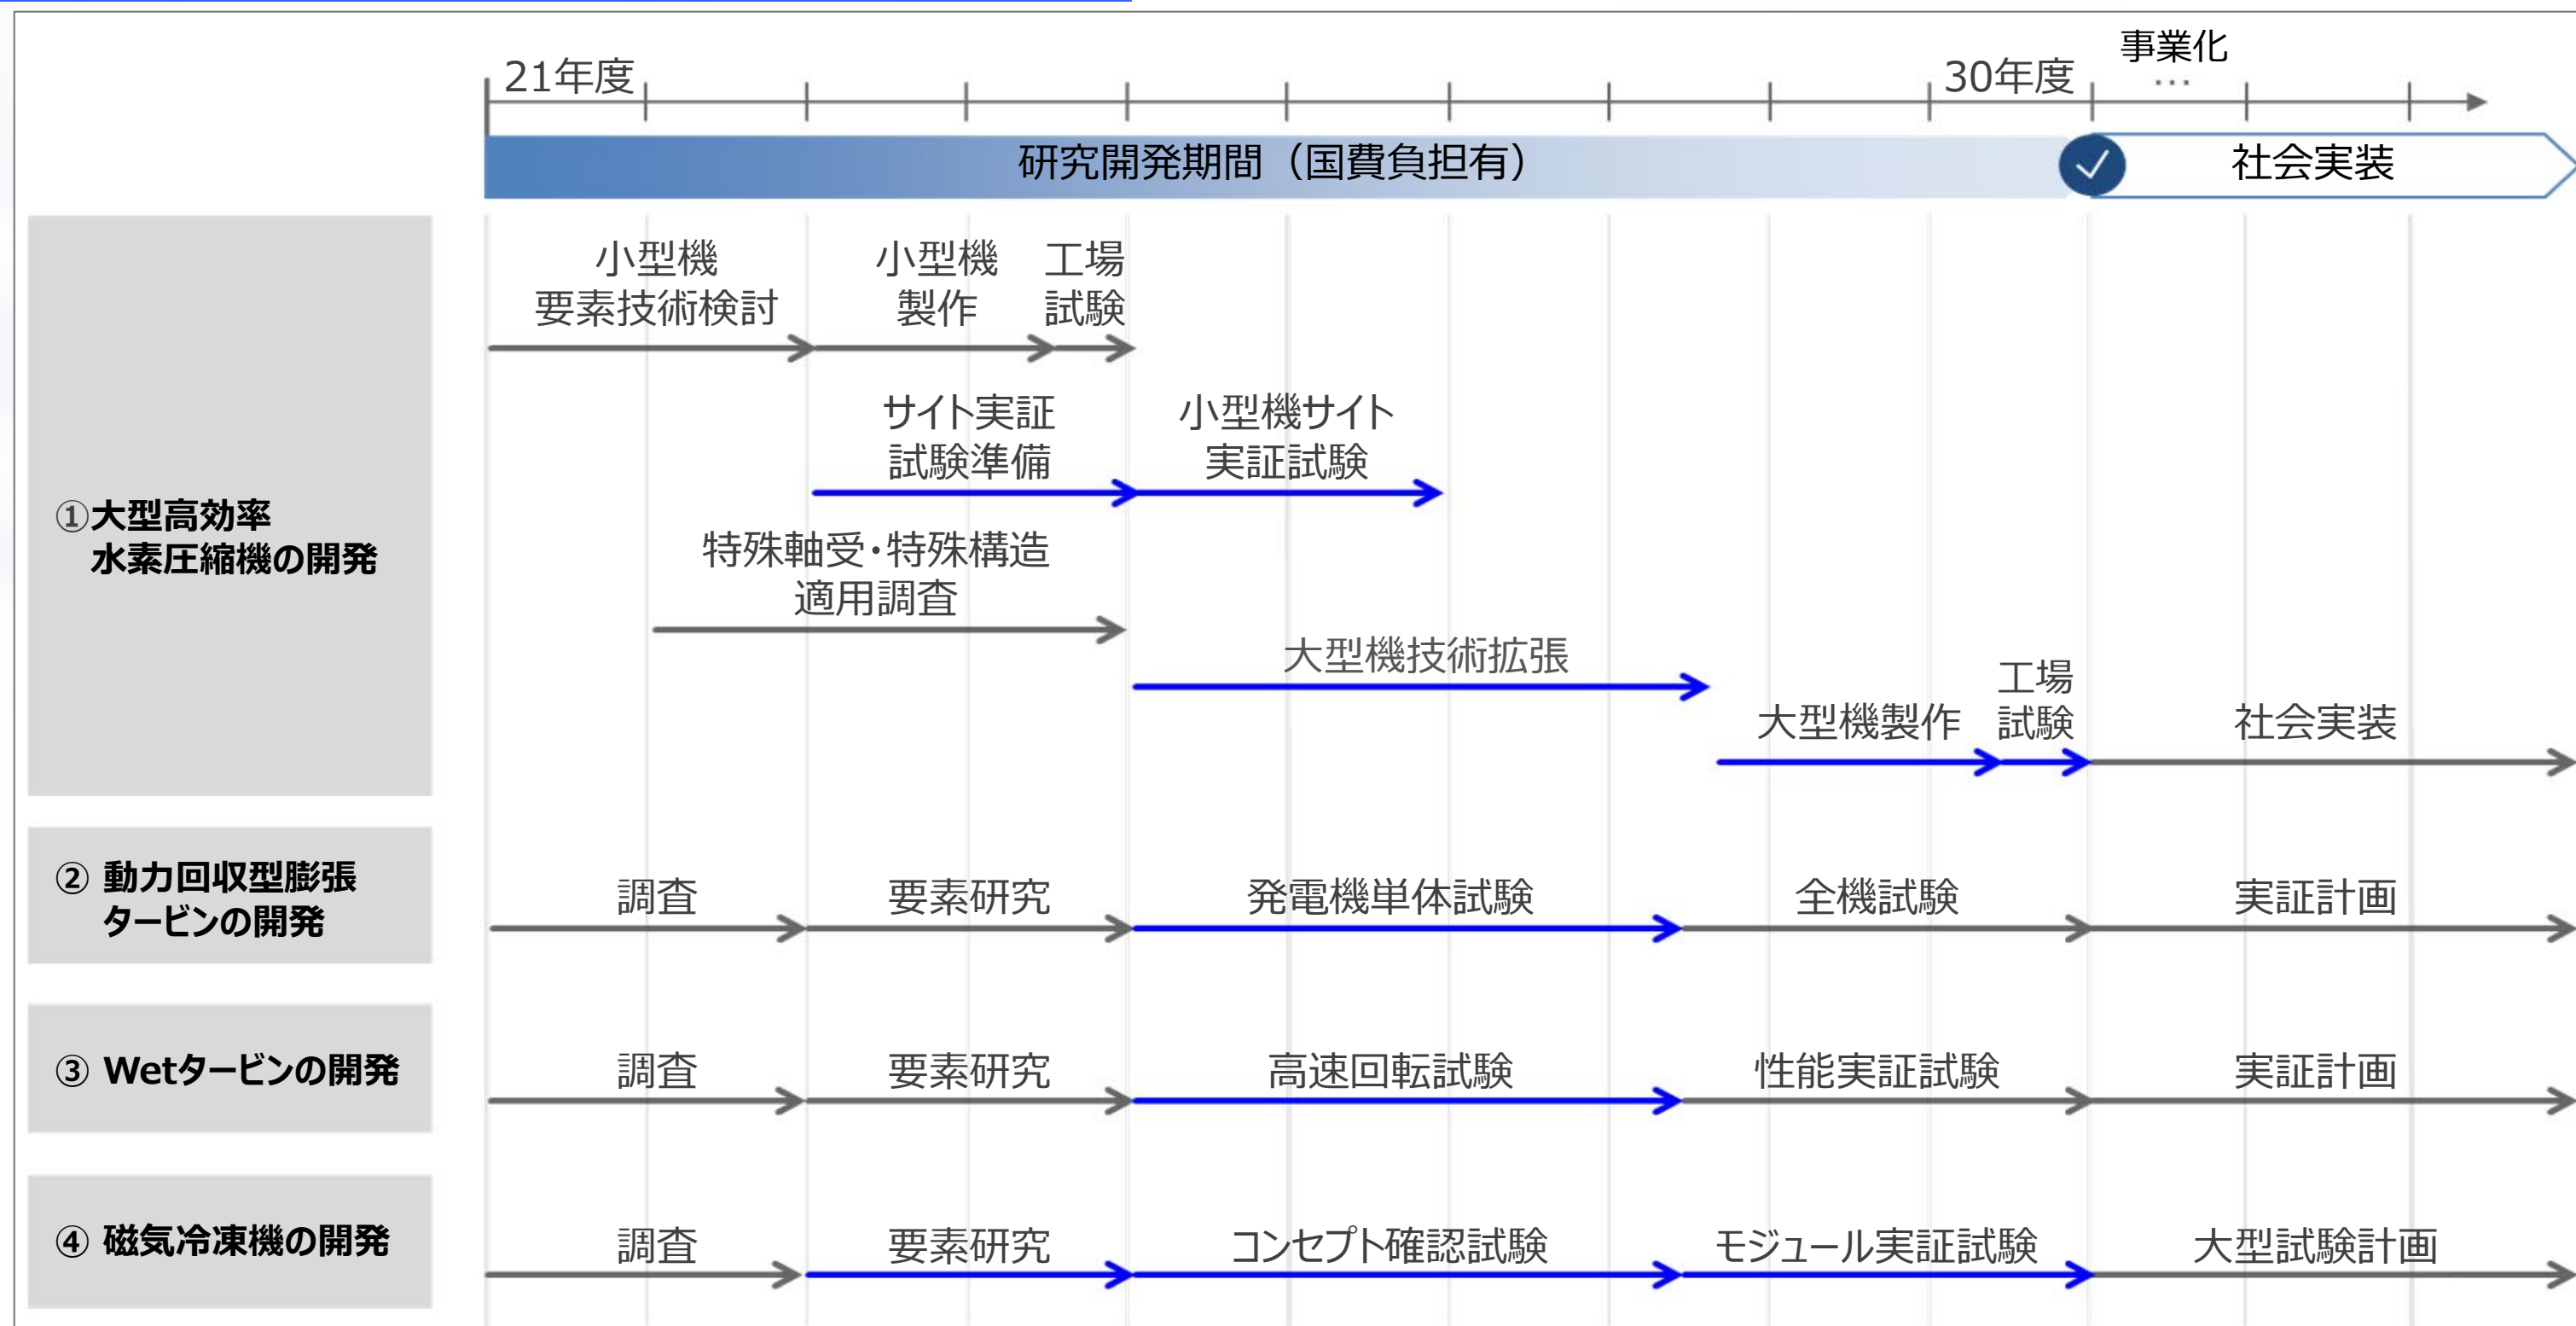 21年度
30年度
事業化
…
研究開発期間（国費負担有）
社会実装
①大型高効率
水素圧縮機の開発
小型機
要素技術検討
小型機
製作
工場
試験
サイト実証
試験準備
小型機サイト
実証試験
特殊軸受・特殊構造
適用調査
大型機技術拡張
大型機製作
工場
試験
社会実装
② 動力回収型膨張
タービンの開発
調査
要素研究
発電機単体試験
全機試験
実証計画
③ Wetタービンの開発
調査
要素研究
高速回転試験
性能実証試験
実証計画
④ 磁気冷凍機の開発
調査
要素研究
コンセプト確認試験
モジュール実証試験
大型試験計画